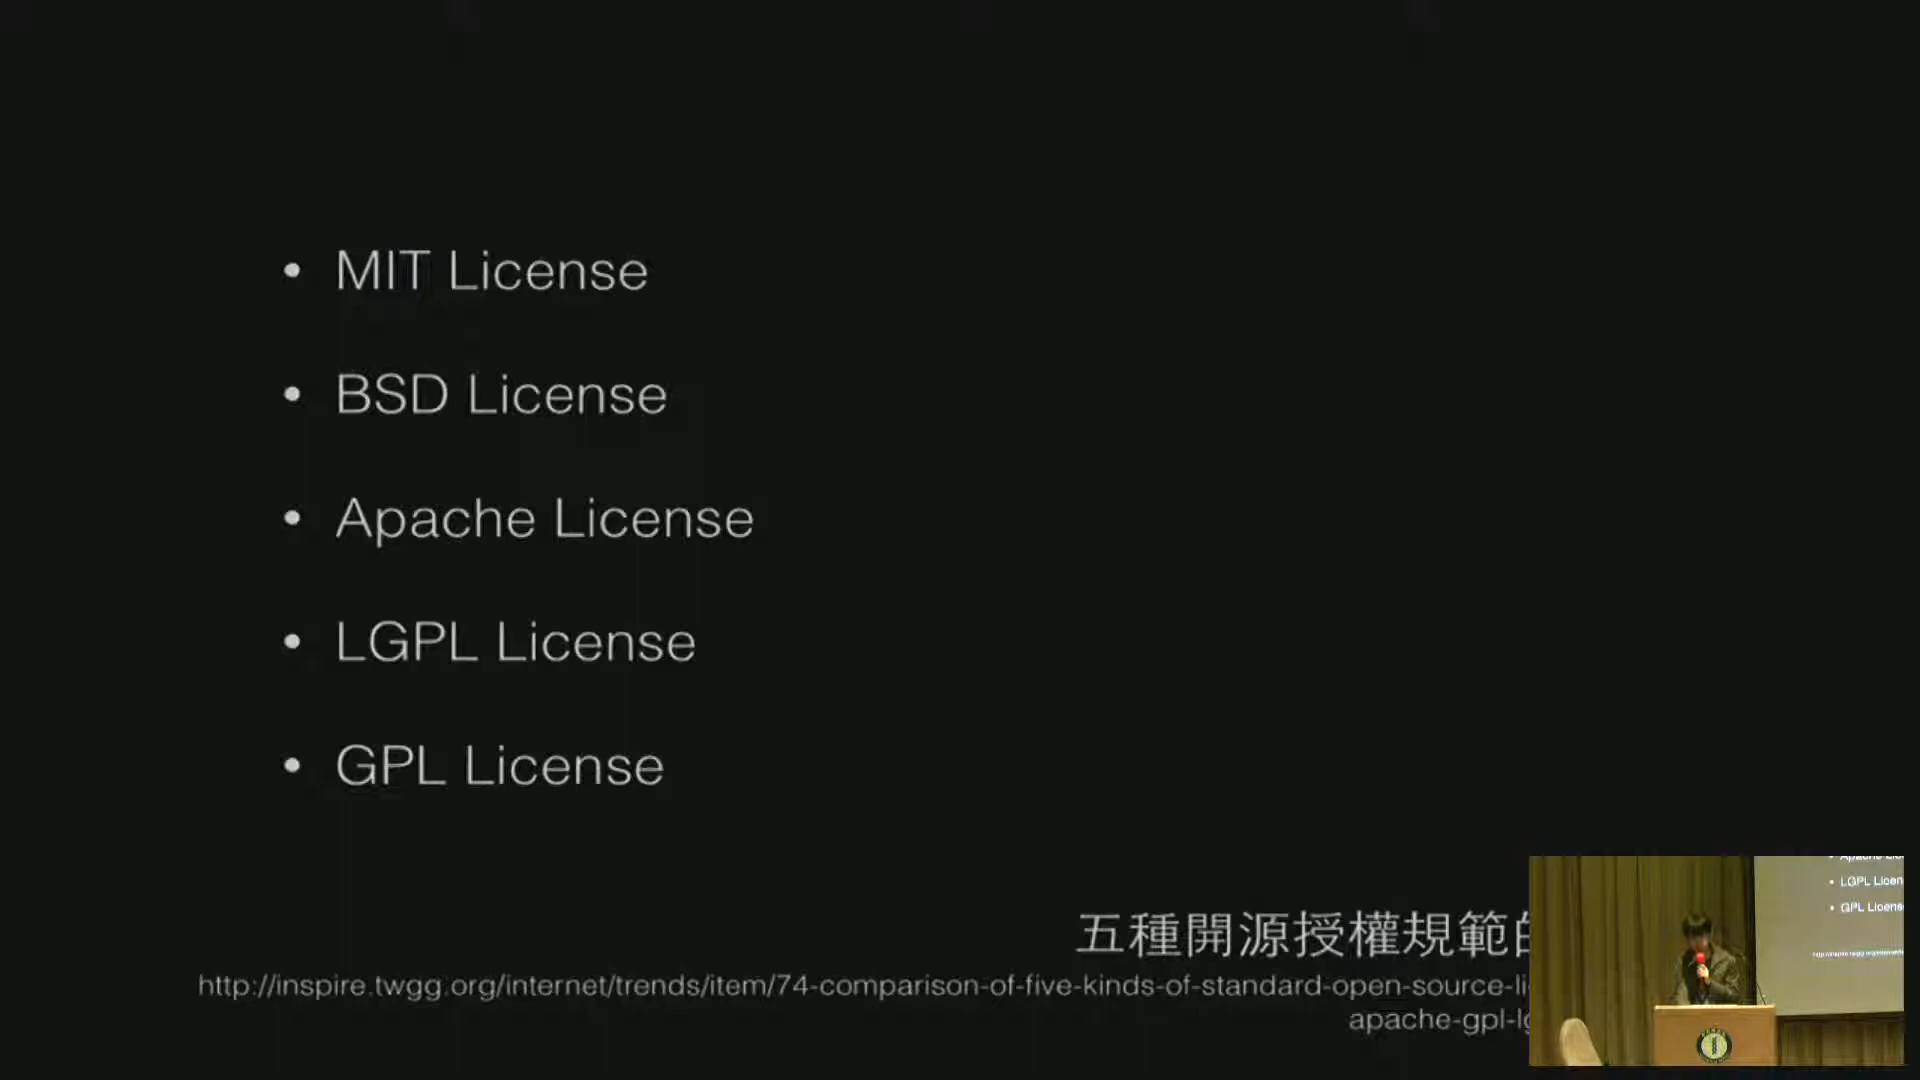 • MIT License
• BSD License
• Apache License
• LGPL License
• GPL License
五種開源授權規範
http://inspire.twgg.org/internet/trends/item/74-comparison-of-five-kinds-of-standard-open-source-li
apache-gpl-lg
• LGPL Licen
• GPL License